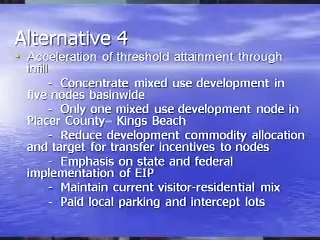 Alternative 4
Acceleration of threshold attainment through
infill
- Concentrate mixed use development in
five nodes basinwide
- Only one mixed use development node in
Placer County– Kings Beach
- Reduce development commodity allocation
and target for transfer incentives to nodes
- Emphasis on state and federal
implementation of EIP
- Maintain current visitor-residential mix
- Paid local parking and intercept lots